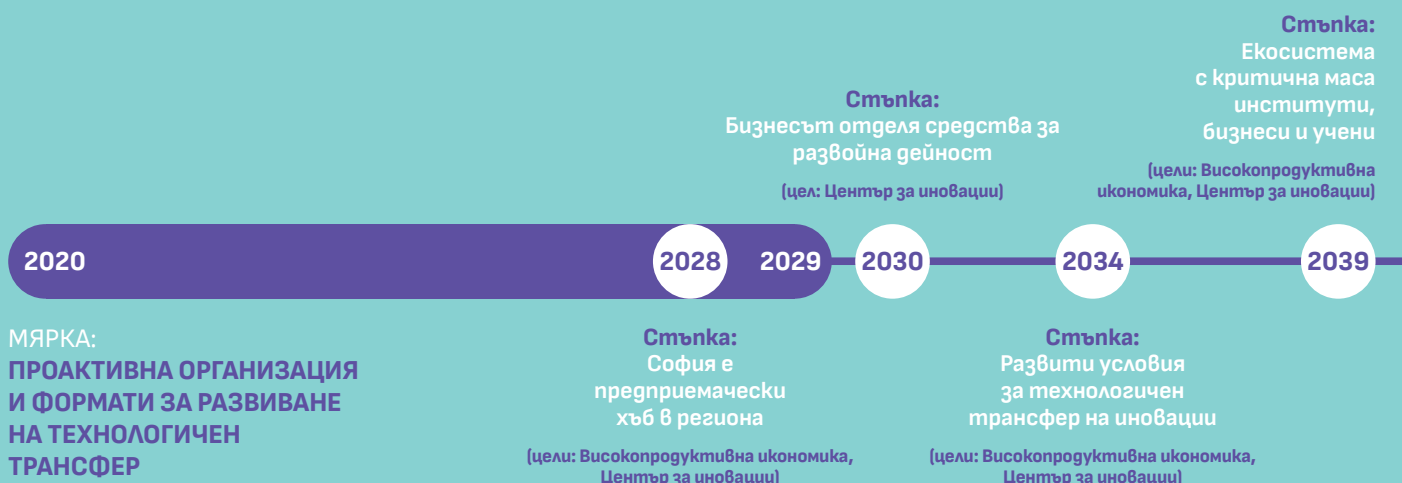 Стъпка:
Екосистема
с критична маса
институти,
бизнеси и учени
(цели: Високопродуктивна
икономика, Център за иновации)
Стъпка:
Бизнесът отделя средства за
развойна дейност
(цел: Център за иновации)
2020
2028
2029
2030
2034
2039
МЯРКА:
ПРОАКТИВНА ОРГАНИЗАЦИЯ
И ФОРМАТИ ЗА РАЗВИВАНЕ
НА ТЕХНОЛОГИЧЕН
ТРАНСФЕР
Стъпка:
София е
предприемачески
хъб в региона
(цели: Високопродуктивна икономика,
Център за иновации)
Стъпка:
Развити условия
за технологичен
трансфер на иновации
(цели: Високопродуктивна икономика,
Център за иновации)